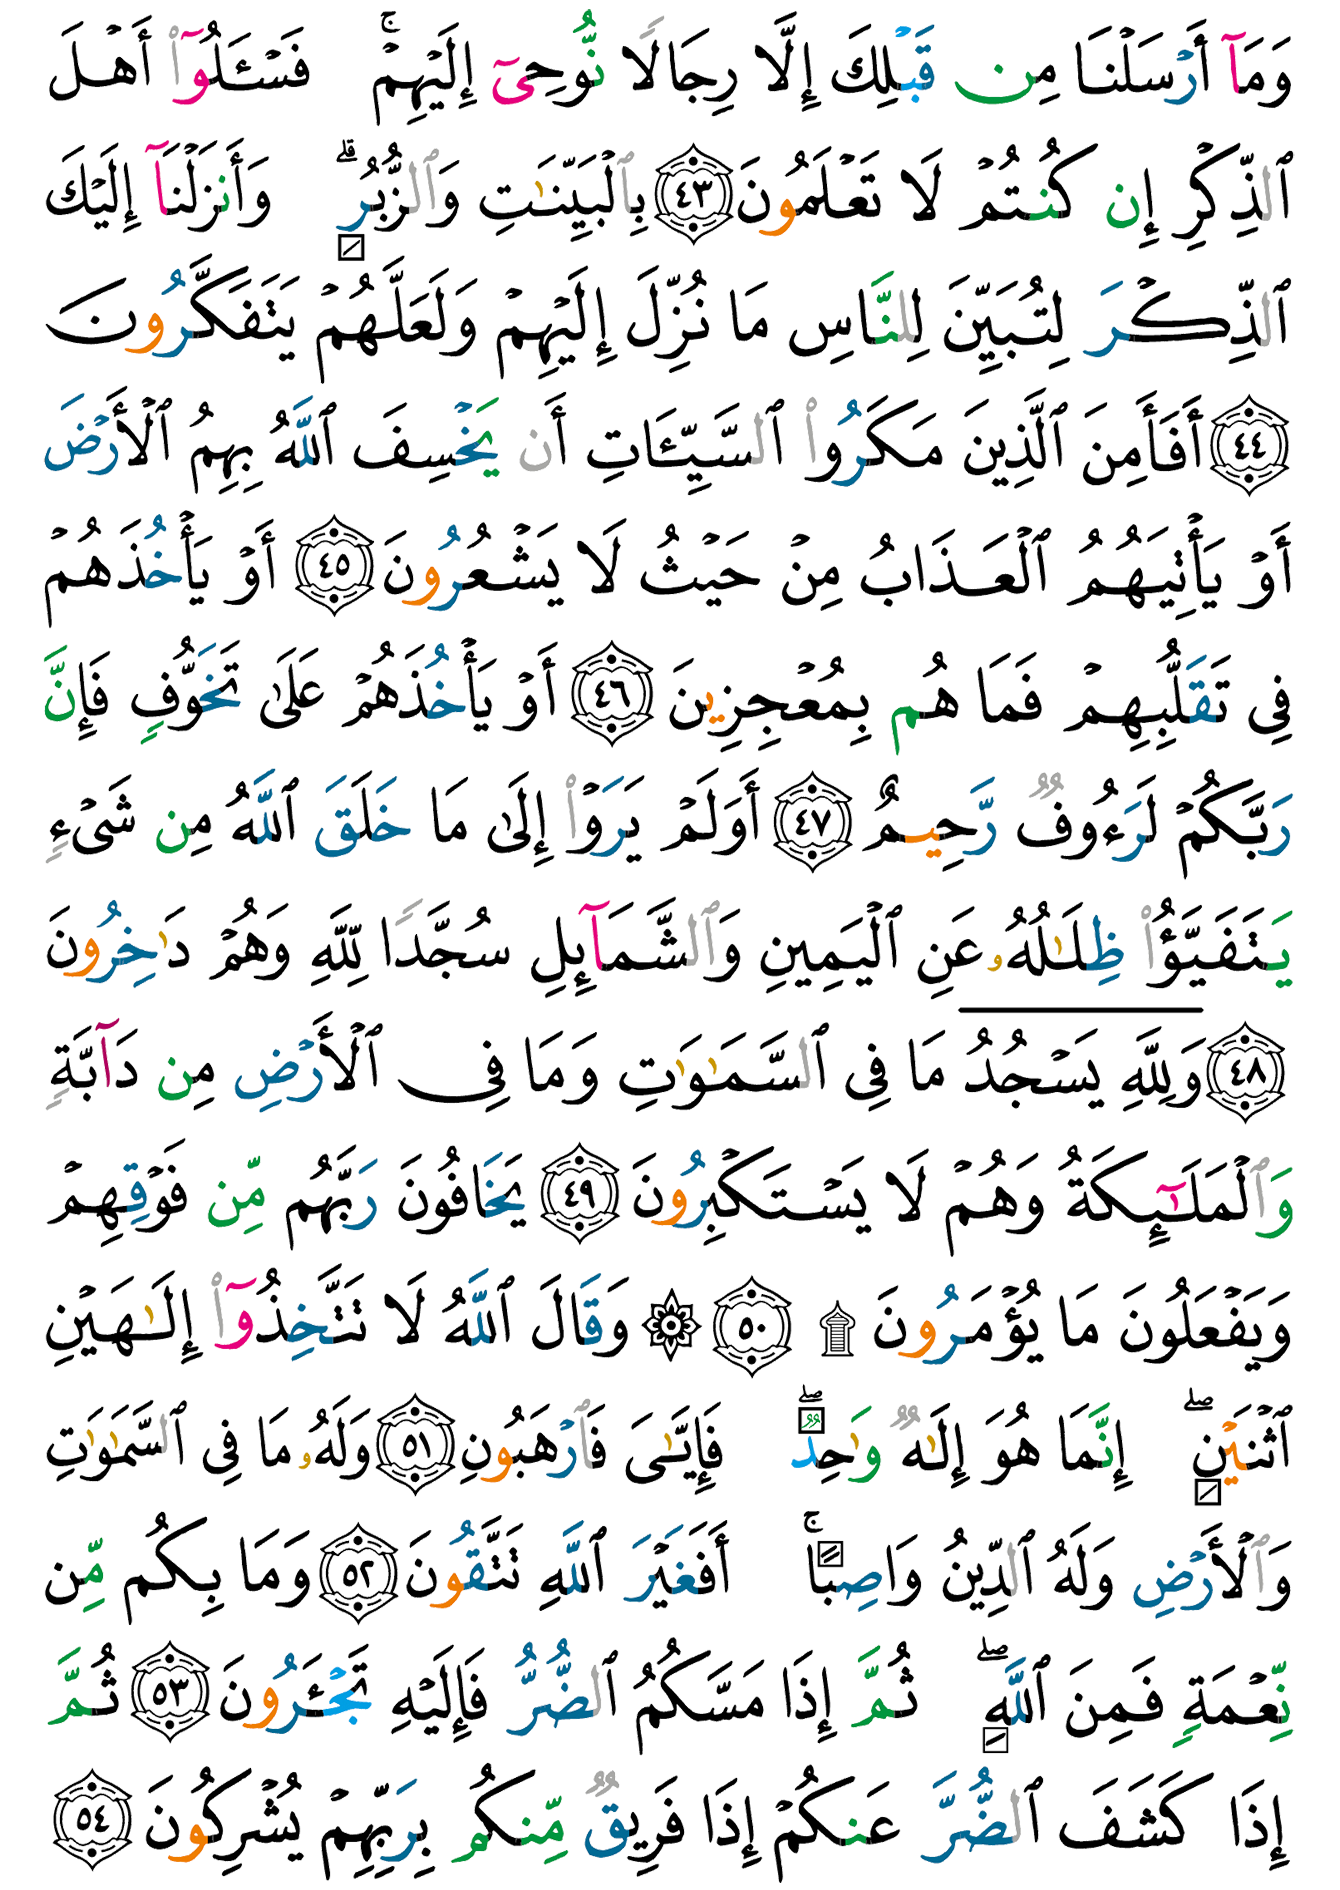 وَمَآ أَرْسَلْنَا مِن قَبْلِكَ إِلَّا رِجَالًا نُّوحِىٓ إِلَيْهِمْ ۚ فَسْـَٔلُوٓا۟ أَهْلَ
ٱلذِّكْرِ إِن كُنتُمْ لَا تَعْلَمُونَ ٤٣ بِٱلْبَيِّنَـٰتِ وَٱلزُّبُرِ ۗ وَأَنزَلْنَآ إِلَيْكَ
ٱلذِّكْرَ لِتُبَيِّنَ لِلنَّاسِ مَا نُزِّلَ إِلَيْهِمْ وَلَعَلَّهُمْ يَتَفَكَّرُونَ
٤٤ أَفَأَمِنَ ٱلَّذِينَ مَكَرُوا۟ ٱلسَّيِّـَٔاتِ أَن يَخْسِفَ ٱللَّهُ بِهِمُ ٱلْأَرْضَ
أَوْ يَأْتِيَهُمُ ٱلْعَذَابُ مِنْ حَيْثُ لَا يَشْعُرُونَ ٤٥ أَوْ يَأْخُذَهُمْ
فِى تَقَلُّبِهِمْ فَمَا هُم بِمُعْجِزِينَ ٤٦ أَوْ يَأْخُذَهُمْ عَلَىٰ تَخَوُّفٍ فَإِنَّ
رَبَّكُمْ لَرَءُوفٌ رَّحِيمٌ ٤٧ أَوَلَمْ يَرَوْا۟ إِلَىٰ مَا خَلَقَ ٱللَّهُ مِن شَىْءٍ
يَتَفَيَّؤُا۟ ظِلَـٰلُهُۥ عَنِ ٱلْيَمِينِ وَٱلشَّمَآئِلِ سُجَّدًا لِّلَّهِ وَهُمْ دَٰخِرُونَ
٤٨ وَلِلَّهِ يَسْجُدُ مَا فِى ٱلسَّمَـٰوَٰتِ وَمَا فِى ٱلْأَرْضِ مِن دَآبَّةٍ
وَٱلْمَلَـٰٓئِكَةُ وَهُمْ لَا يَسْتَكْبِرُونَ ٤٩ يَخَافُونَ رَبَّهُم مِّن فَوْقِهِمْ
وَيَفْعَلُونَ مَا يُؤْمَرُونَ ۩ ٥٠ ۞ وَقَالَ ٱللَّهُ لَا تَتَّخِذُوٓا۟ إِلَـٰهَيْنِ
ٱثْنَيْنِ ۖ إِنَّمَا هُوَ إِلَـٰهٌ وَٰحِدٌ ۖ فَإِيَّـٰىَ فَٱرْهَبُونِ ٥١ وَلَهُۥ مَا فِى ٱلسَّمَـٰوَٰتِ
وَٱلْأَرْضِ وَلَهُ ٱلدِّينُ وَاصِبًا ۚ أَفَغَيْرَ ٱللَّهِ تَتَّقُونَ ٥٢ وَمَا بِكُم مِّن
نِّعْمَةٍ فَمِنَ ٱللَّهِ ۖ ثُمَّ إِذَا مَسَّكُمُ ٱلضُّرُّ فَإِلَيْهِ تَجْـَٔرُونَ ٥٣ ثُمَّ
إِذَا كَشَفَ ٱلضُّرَّ عَنكُمْ إِذَا فَرِيقٌ مِّنكُم بِرَبِّهِمْ يُشْرِكُونَ ٥٤